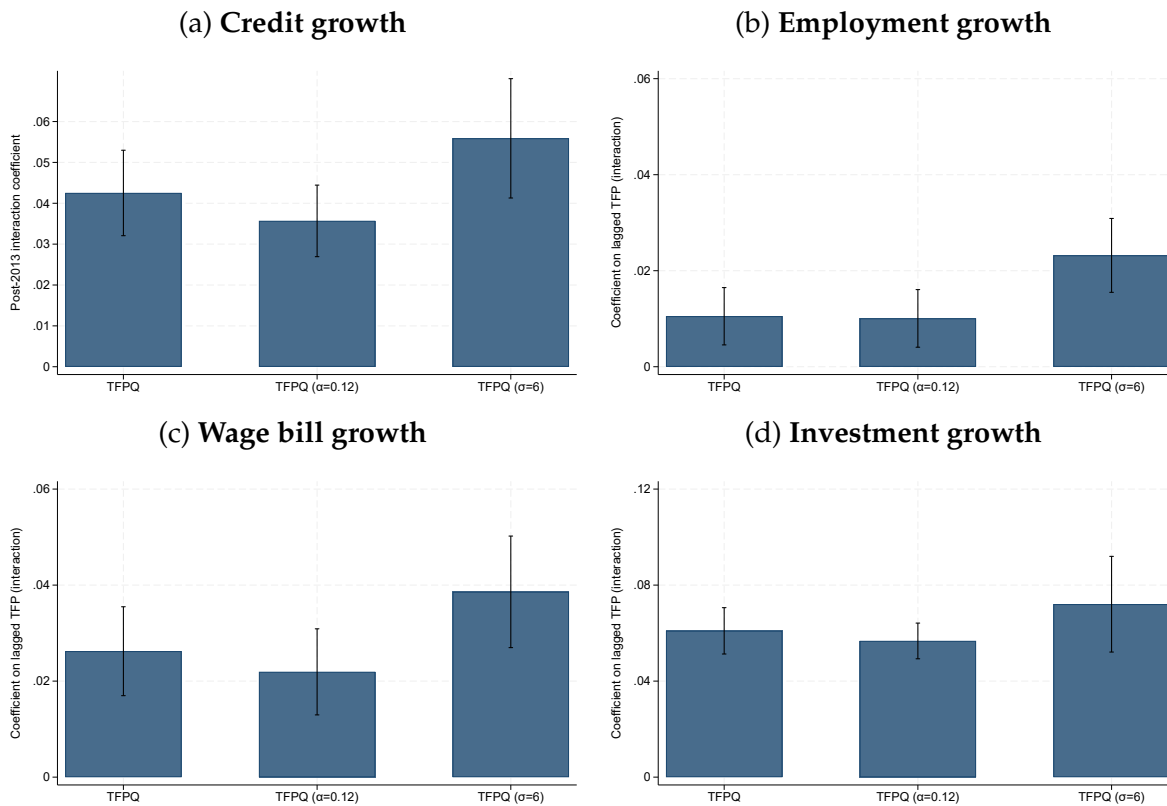 (a) Credit growth
Post-2013 interaction coefficient
.06
.05
.04
.03
.02
.01
0
TFPQ
TFPQ (α=0.12)
TFPQ (σ=6)
(b) Employment growth
Coefficient on lagged TFP (interaction)
.06
.04
.02
0
TFPQ
TFPQ (α=0.12)
TFPQ (σ=6)
(c) Wage bill growth
Coefficient on lagged TFP (interaction)
.06
.04
.02
0
TFPQ
TFPQ (α=0.12)
TFPQ (σ=6)
(d) Investment growth
Coefficient on lagged TFP (interaction)
.12
.08
.04
0
TFPQ
TFPQ (α=0.12)
TFPQ (σ=6)